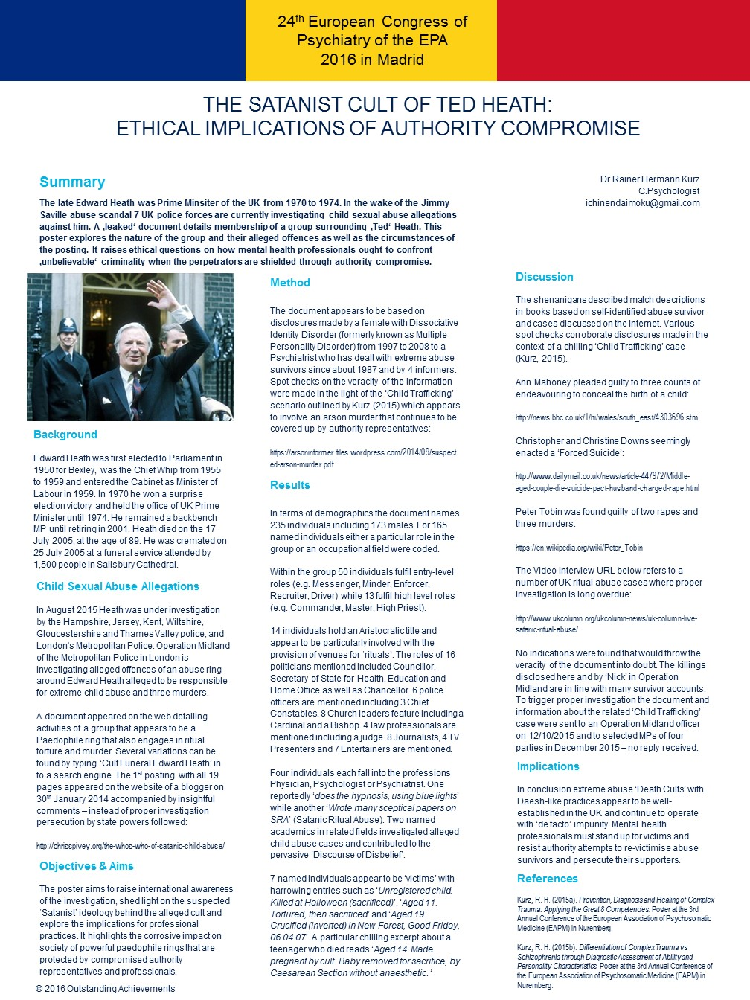 24th European Congress of
Psychiatry of the EPA
2016 in Madrid
THE SATANIST CULT OF TED HEATH:
ETHICAL IMPLICATIONS OF AUTHORITY COMPROMISE
Summary
The late Edward Heath was Prime Minsiter of the UK from 1970 to 1974. In the wake of the Jimmy
Saville abuse scandal 7 UK police forces are currently investigating child sexual abuse allegations
against him. A ‚leaked‘ document details membership of a group surrounding ‚Ted‘ Heath. This
poster explores the nature of the group and their alleged offences as well as the circumstances of
the posting. It raises ethical questions on how mental health professionals ought to confront
‚unbelievable‘ criminality when the perpetrators are shielded through authority compromise.
Dr Rainer Hermann Kurz
C.Psychologist
ichinendaimoku@gmail.com
Background
Edward Heath was first elected to Parliament in
1950 for Bexley, was the Chief Whip from 1955
to 1959 and entered the Cabinet as Minister of
Labour in 1959. In 1970 he won a surprise
election victory and held the office of UK Prime
Minister until 1974. He remained a backbench
MP until retiring in 2001. Heath died on the 17
July 2005, at the age of 89. He was cremated on
25 July 2005 at a funeral service attended by
1,500 people in Salisbury Cathedral.
Child Sexual Abuse Allegations
In August 2015 Heath was under investigation
by the Hampshire, Jersey, Kent, Wiltshire,
Gloucestershire and Thames Valley police, and
London's Metropolitan Police. Operation Midland
of the Metropolitan Police in London is
investigating alleged offences of an abuse ring
around Edward Heath alleged to be responsible
for extreme child abuse and three murders.
A document appeared on the web detailing
activities of a group that appears to be a
Paedophile ring that also engages in ritual
torture and murder. Several variations can be
found by typing ‘Cult Funeral Edward Heath’ in
to a search engine. The 1st posting with all 19
pages appeared on the website of a blogger on
30th January 2014 accompanied by insightful
comments – instead of proper investigation
persecution by state powers followed:
http://chrisspivey.org/the-whos-who-of-satanic-child-abuse/
Objectives & Aims
The poster aims to raise international awareness
of the investigation, shed light on the suspected
‘Satanist’ ideology behind the alleged cult and
explore the implications for professional
practices. It highlights the corrosive impact on
society of powerful paedophile rings that are
protected by compromised authority
representatives and professionals.
© 2016 Outstanding Achievements
Method
The document appears to be based on
disclosures made by a female with Dissociative
Identity Disorder (formerly known as Multiple
Personality Disorder) from 1997 to 2008 to a
Psychiatrist who has dealt with extreme abuse
survivors since about 1987 and by 4 informers.
Spot checks on the veracity of the information
were made in the light of the ‘Child Trafficking’
scenario outlined by Kurz (2015) which appears
to involve an arson murder that continues to be
covered up by authority representatives:
https://arsoninformer.files.wordpress.com/2014/09/suspect
ed-arson-murder.pdf
Results
In terms of demographics the document names
235 individuals including 173 males. For 165
named individuals either a particular role in the
group or an occupational field were coded.
Within the group 50 individuals fulfil entry-level
roles (e.g. Messenger, Minder, Enforcer,
Recruiter, Driver) while 13 fulfil high level roles
(e.g. Commander, Master, High Priest).
14 individuals hold an Aristocratic title and
appear to be particularly involved with the
provision of venues for ‘rituals’. The roles of 16
politicians mentioned included Councillor,
Secretary of State for Health, Education and
Home Office as well as Chancellor. 6 police
officers are mentioned including 3 Chief
Constables. 8 Church leaders feature including a
Cardinal and a Bishop. 4 law professionals are
mentioned including a judge. 8 Journalists, 4 TV
Presenters and 7 Entertainers are mentioned.
Four individuals each fall into the professions
Physician, Psychologist or Psychiatrist. One
reportedly ‘does the hypnosis, using blue lights’
while another ‘Wrote many sceptical papers on
SRA’ (Satanic Ritual Abuse). Two named
academics in related fields investigated alleged
child abuse cases and contributed to the
pervasive ‘Discourse of Disbelief’.
7 named individuals appear to be ‘victims’ with
harrowing entries such as ‘Unregistered child.
Killed at Halloween (sacrificed)’, ‘Aged 11.
Tortured, then sacrificed’ and ‘Aged 19.
Crucified (inverted) in New Forest, Good Friday,
06.04.07’. A particular chilling excerpt about a
teenager who died reads ‘Aged 14. Made
pregnant by cult. Baby removed for sacrifice, by
Caesarean Section without anaesthetic. ‘
Discussion
The shenanigans described match descriptions
in books based on self-identified abuse survivor
and cases discussed on the Internet. Various
spot checks corroborate disclosures made in the
context of a chilling ‘Child Trafficking’ case
(Kurz, 2015).
Ann Mahoney pleaded guilty to three counts of
endeavouring to conceal the birth of a child:
http://news.bbc.co.uk/1/hi/wales/south_east/4303696.stm
Christopher and Christine Downs seemingly
enacted a ‘Forced Suicide’:
http://www.dailymail.co.uk/news/article-447972/Middle-
aged-couple-die-suicide-pact-husband-charged-rape.html
Peter Tobin was found guilty of two rapes and
three murders:
https://en.wikipedia.org/wiki/Peter_Tobin
The Video interview URL below refers to a
number of UK ritual abuse cases where proper
investigation is long overdue:
http://www.ukcolumn.org/ukcolumn-news/uk-column-live-
satanic-ritual-abuse/
No indications were found that would throw the
veracity of the document into doubt. The killings
disclosed here and by ‘Nick’ in Operation
Midland are in line with many survivor accounts.
To trigger proper investigation the document and
information about the related ‘Child Trafficking’
case were sent to an Operation Midland officer
on 12/10/2015 and to selected MPs of four
parties in December 2015 – no reply received.
Implications
In conclusion extreme abuse ‘Death Cults’ with
Daesh-like practices appear to be well-
established in the UK and continue to operate
with ‘de facto’ impunity. Mental health
professionals must stand up for victims and
resist authority attempts to re-victimise abuse
survivors and persecute their supporters.
References
Kurz, R. H. (2015a). Prevention, Diagnosis and Healing of Complex
Trauma: Applying the Great 8 Competencies. Poster at the 3rd
Annual Conference of the European Association of Psychosomatic
Medicine (EAPM) in Nuremberg.
Kurz, R. H. (2015b). Differentiation of Complex Trauma vs
Schizophrenia through Diagnostic Assessment of Ability and
Personality Characteristics. Poster at the 3rd Annual Conference of
the European Association of Psychosomatic Medicine (EAPM) in
Nuremberg.